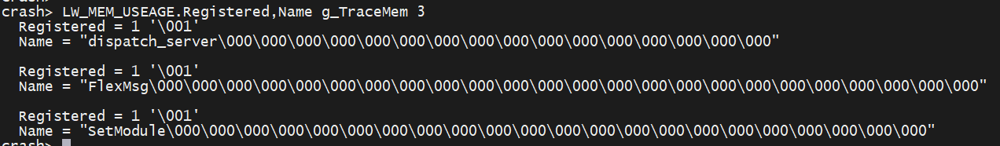 crash> LW_MEM_USEAGE.Registered,Name g_TraceMem 3
  Registered = 1 '\001'
  Name = "dispatch_server\000\000\000\000\000\000\000\000\000\000\000\000\000\000\000\000"
  Registered = 1 '\001'
  Name = "FlexMsg\000\000\000\000\000\000\000\000\000\000\000\000\000\000\000\000\000\000\000\000\000\000\000\000"
  Registered = 1 '\001'
  Name = "SetModule\000\000\000\000\000\000\000\000\000\000\000\000\000\000\000\000\000\000\000\000\000\000"
crash>